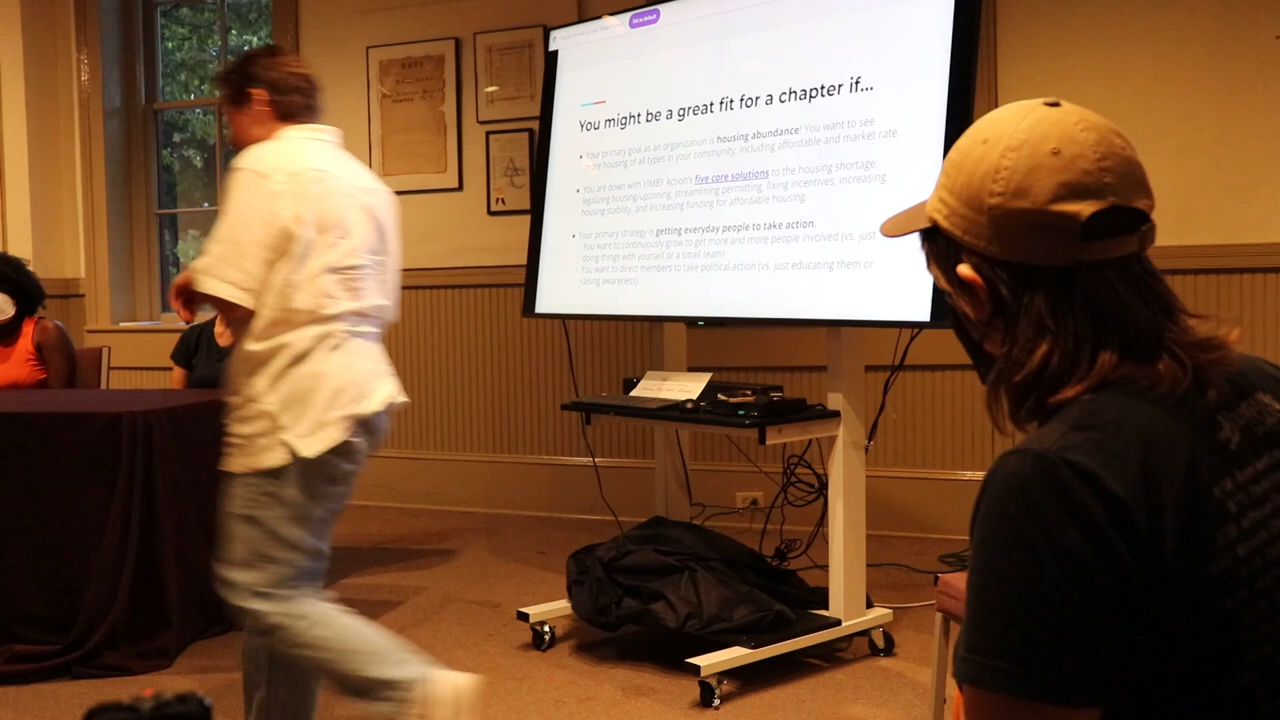 Set as default
You might be a great fit for a chapter if...
• Your primary goal as an organization is housing abundance! You want to see
more housing of all types in your community, including affordable and market rate.
• You are down with YIMBY Action's five core solutions to the housing shortage:
legalizing housing/upzoning, streamlining permitting, fixing incentives, increasing
housing stability, and increasing funding for affordable housing.
• Your primary strategy is getting everyday people to take action.
You want to continuously grow to get more and more people involved (vs. just
doing things with yourself or a small team)
You want to direct members to take political action (vs. just educating them or
raising awareness)